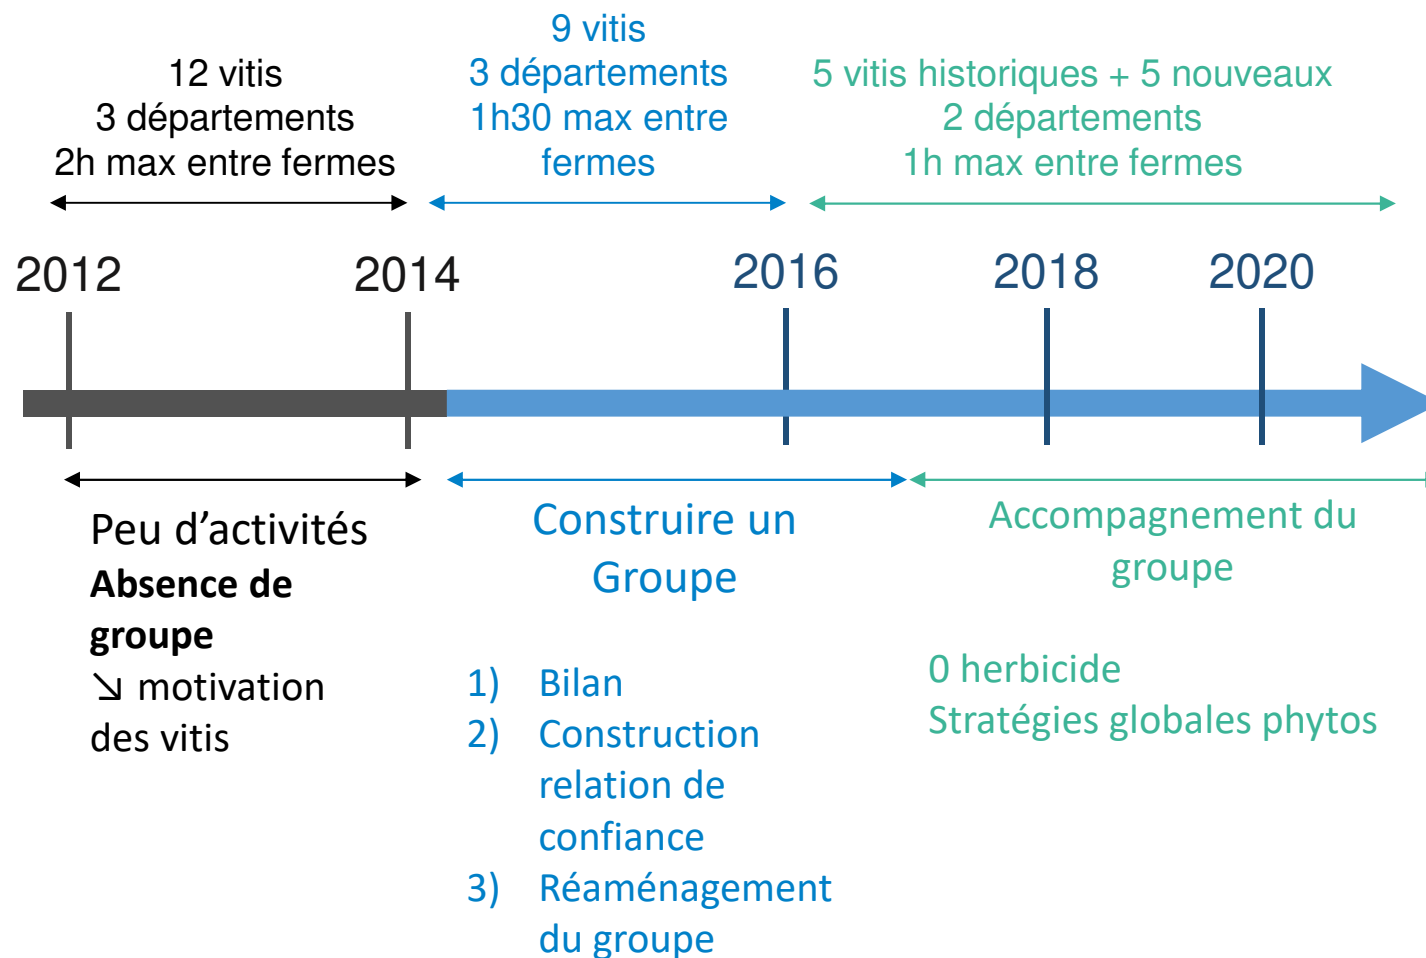 12 vitis
3 départements
2h max entre fermes
9 vitis
3 départements
1h30 max entre
fermes
5 vitis historiques + 5 nouveaux
2 départements
1h max entre fermes
2012
2014
2016
2018
2020
Peu d’activités
Absence de
groupe
↘ motivation
des vitis
Construire un
Groupe
1) Bilan
2) Construction
relation de
confiance
3) Réaménagement
du groupe
Accompagnement du
groupe
0 herbicide
Stratégies globales phytos